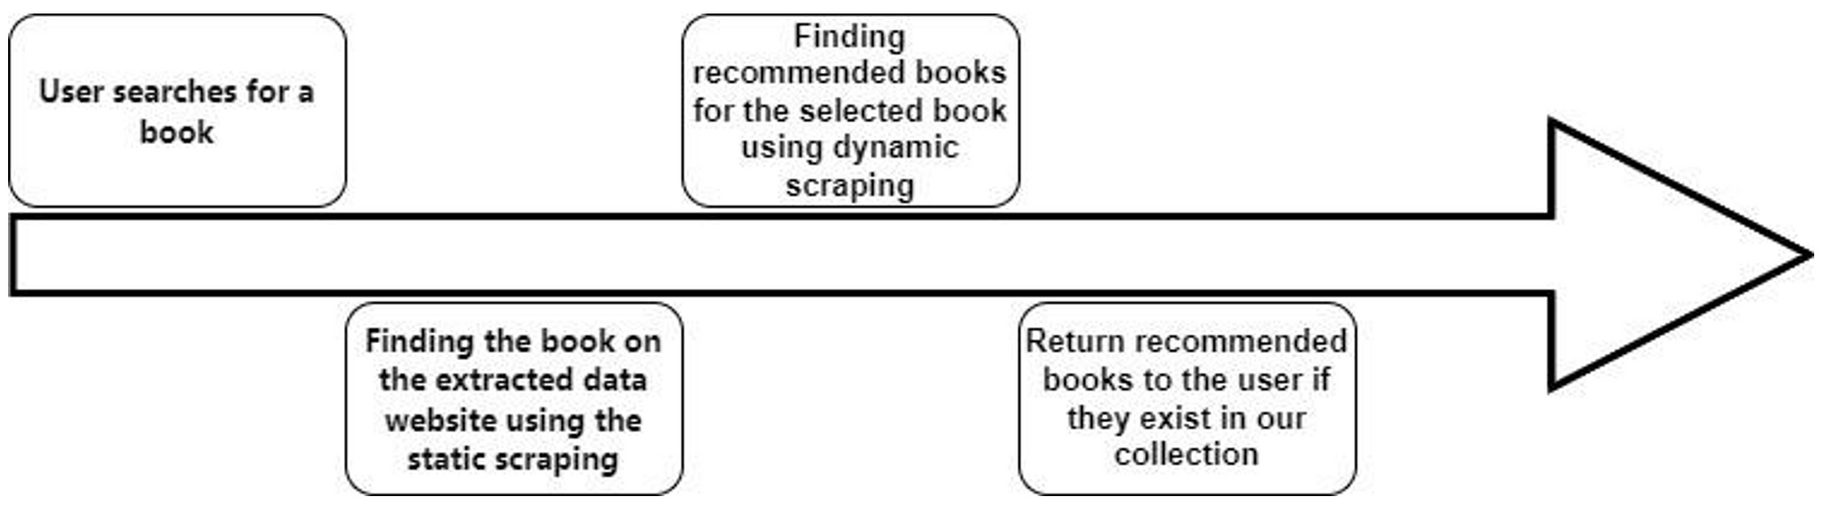 User searches for a
book
Finding the book on
the extracted data
website using the
static scraping
Finding
recommended books
for the selected book
using dynamic
scraping
Return recommended
books to the user if
they exist in our
collection